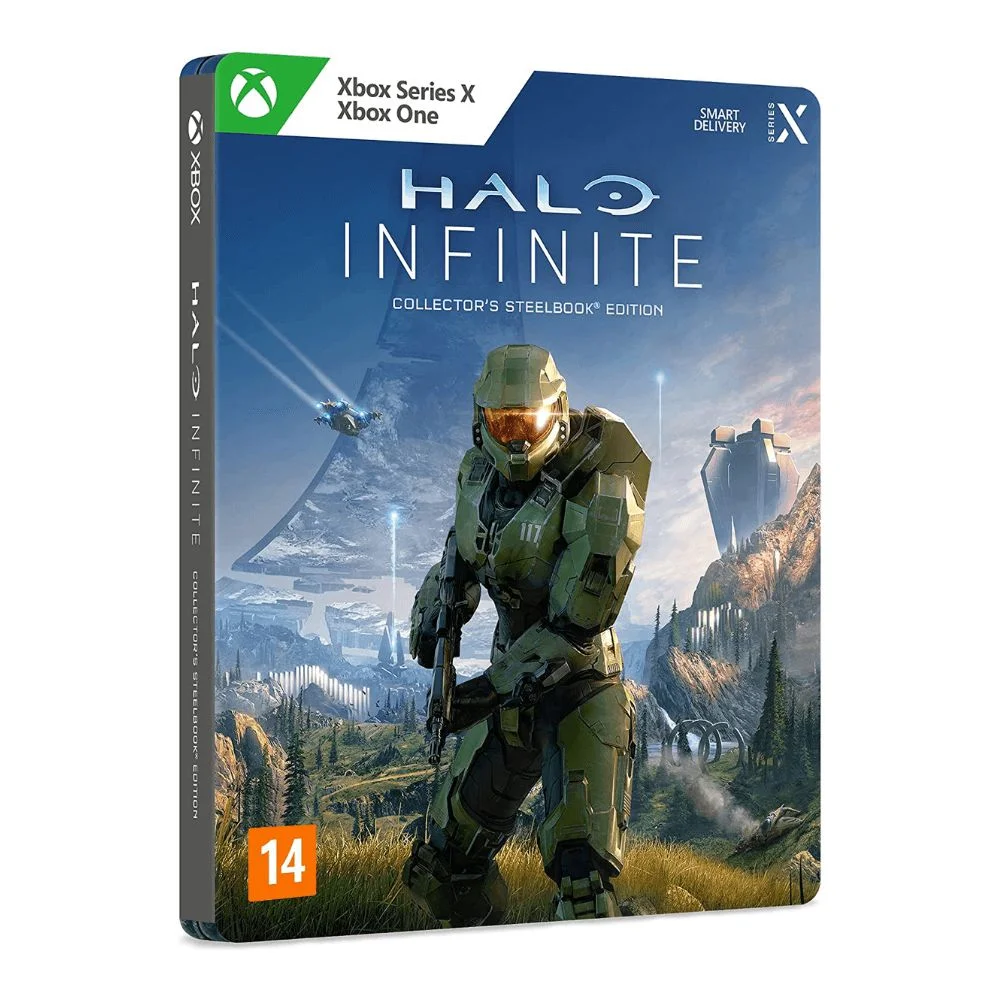 Xbox Series X
Xbox One
SMART
DELIVERY
SERIES
X
HALO
INFINITE
COLLECTOR'S STEELBOOK® EDITION
XBOX
HALO
INFINITE
COLLECTOR'S STEELBOOK® EDITION
117
14